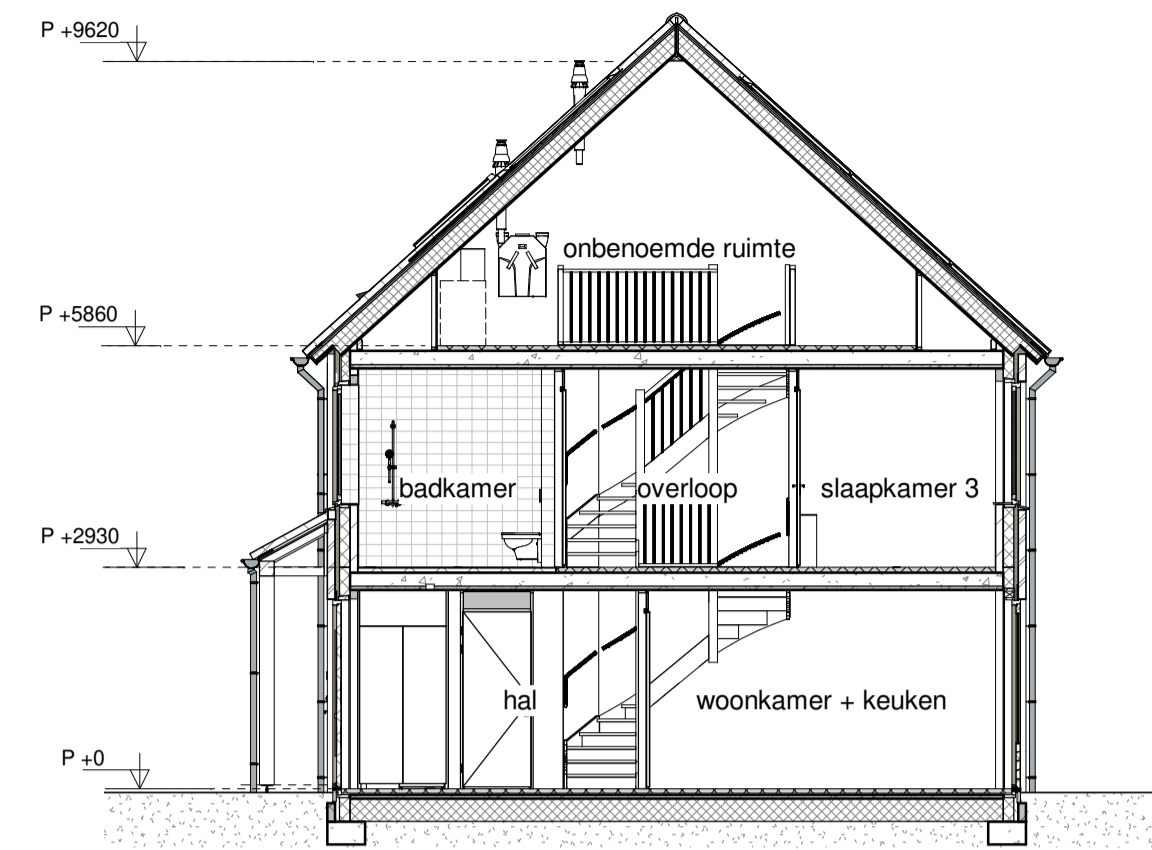 P +9620
onbenoemde ruimte
P +5860
badkamer
overloop
slaapkamer 3
P +2930
hal
woonkamer + keuken
P +0